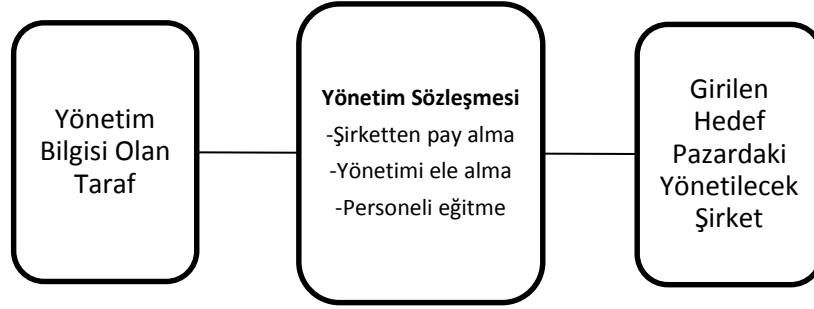 Yönetim
Bilgisi Olan
Taraf
Yönetim Sözleşmesi
-Şirketten pay alma
-Yönetimi ele alma
-Personeli eğitme
Girilen
Hedef
Pazardaki
Yönetilecek
Şirket